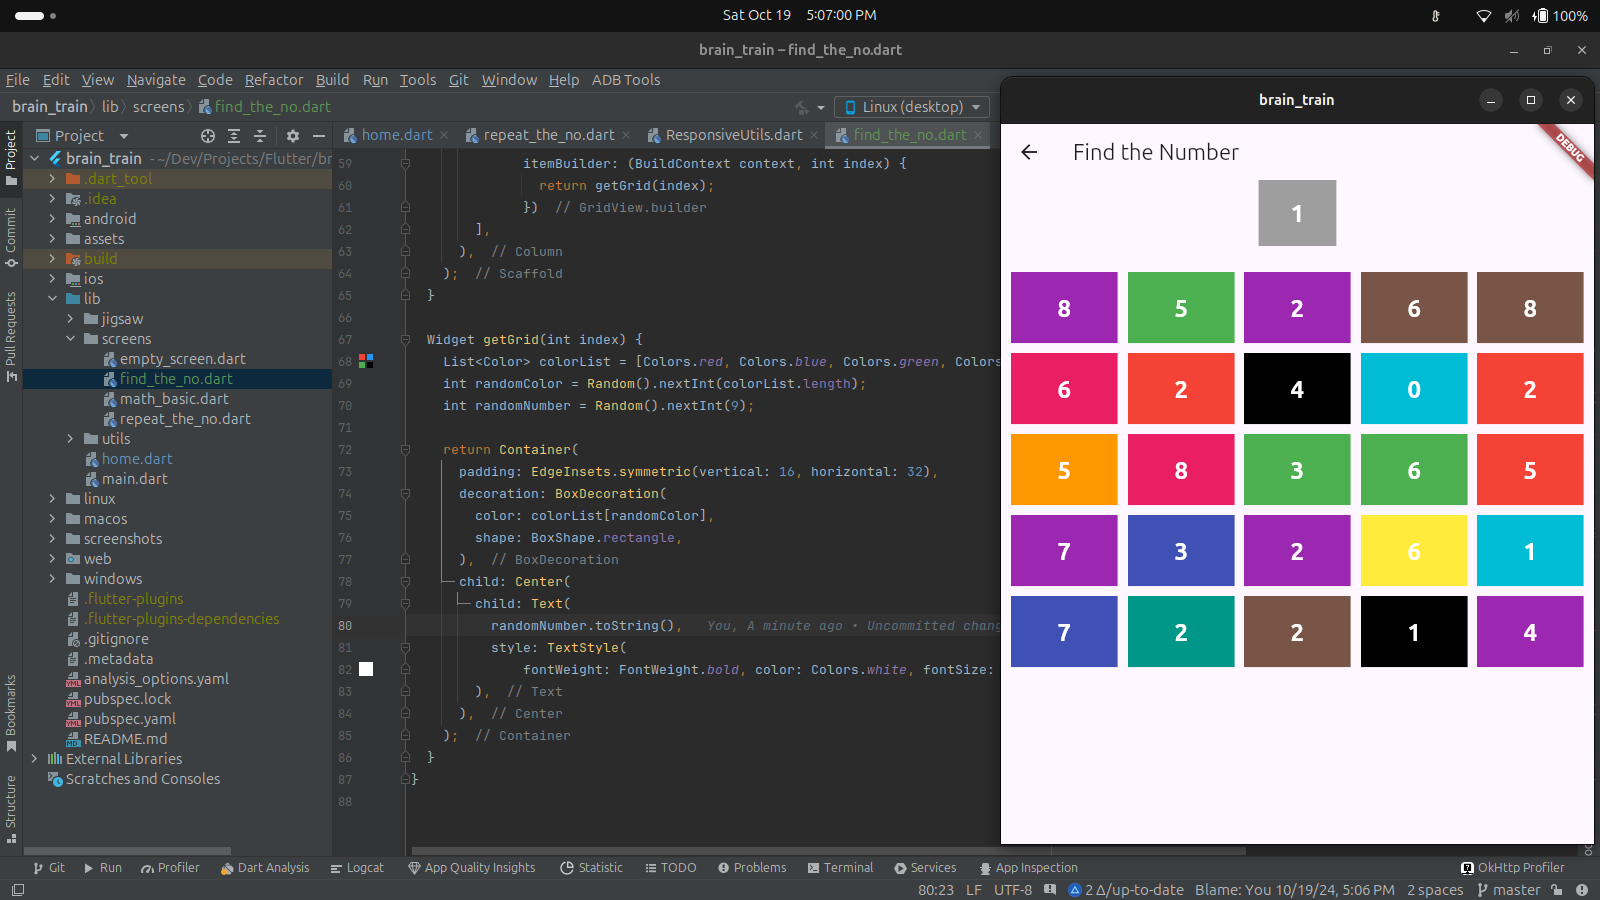 Sat Oct 19 5:07:00 PM
100%
brain_train – find_the_no.dart
File Edit View Navigate Code Refactor Build Run Tools Git Window Help ADB Tools
brain_train lib screens find_the_no.dart
Linux (desktop)
Project
home.dart repeat_the_no.dart ResponsiveUtils.dart find_the_no.dart
Project
Commit
Pull Requests
Bookmarks
Structure
brain_train ~/Dev/Projects/Flutter/br
.dart_tool
.idea
android
assets
build
ios
lib
jigsaw
screens
empty_screen.dart
find_the_no.dart
math_basic.dart
repeat_the_no.dart
utils
home.dart
main.dart
linux
macos
screenshots
web
windows
.flutter-plugins
.flutter-plugins-dependencies
.gitignore
.metadata
analysis_options.yaml
pubspec.lock
pubspec.yaml
README.md
External Libraries
Scratches and Consoles
59 itemBuilder: (BuildContext context, int index) {
60 return getGrid(index);
61 }) // GridView.builder
62 ],
63 ), // Column
64 ); // Scaffold
65 }
66
67 Widget getGrid(int index) {
68 List<Color> colorList = [Colors.red, Colors.blue, Colors.green, Colors
69 int randomColor = Random().nextInt(colorList.length);
70 int randomNumber = Random().nextInt(9);
71
72 return Container(
73 padding: EdgeInsets.symmetric(vertical: 16, horizontal: 32),
74 decoration: BoxDecoration(
75 color: colorList[randomColor],
76 shape: BoxShape.rectangle,
77 ), // BoxDecoration
78 child: Center(
79 child: Text(
80 randomNumber.toString(), You, A minute ago • Uncommitted chang
81 style: TextStyle(
82 fontWeight: FontWeight.bold, color: Colors.white, fontSize:
83 ), // Text
84 ), // Center
85 ); // Container
86 }
87 }
88
brain_train
Find the Number
DEBUG
1
8 5 2 6 8
6 2 4 0 2
5 8 3 6 5
7 3 2 6 1
7 2 2 1 4
Git Run Profiler Dart Analysis Logcat App Quality Insights Statistic TODO Problems Terminal Services App Inspection OkHttp Profiler
80:23 LF UTF-8 2 Δ/up-to-date Blame: You 10/19/24, 5:06 PM 2 spaces master